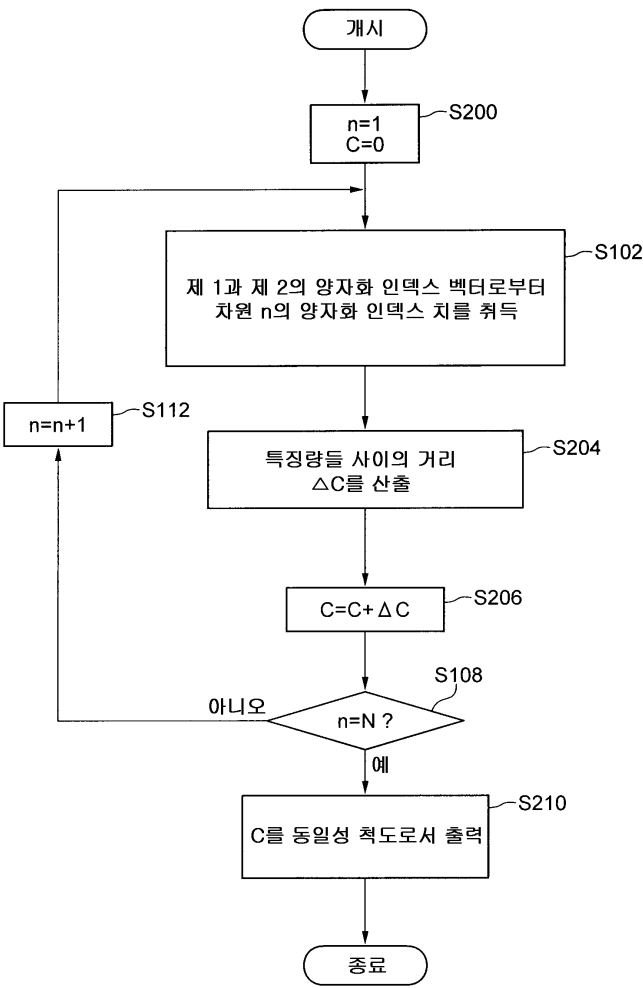 개시
S200
n=1
C=0
S102
제 1과 제 2의 양자화 인덱스 벡터로부터
차원 n의 양자화 인덱스 치를 취득
n=n+1
S112
S204
특징량들 사이의 거리
△C를 산출
S206
C=C+ΔC
S108
아니오
n=N ?
예
S210
C를 동일성 척도로서 출력
종료